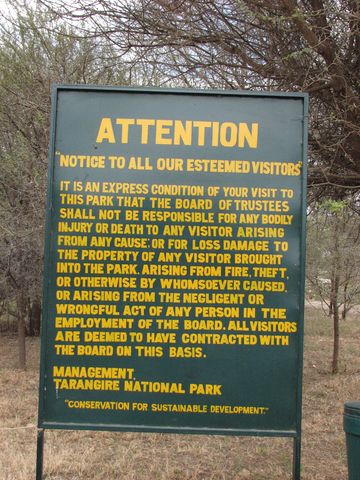 ATTENTION
"NOTICE TO ALL OUR ESTEEMED VISITORS"
IT IS AN EXPRESS CONDITION OF YOUR VISIT TO
THIS PARK THAT THE BOARD OF TRUSTEES
SHALL NOT BE RESPONSIBLE FOR ANY BODILY
INJURY OR DEATH TO ANY VISITOR ARISING
FROM ANY CAUSE: OR FOR LOSS DAMAGE TO
THE PROPERTY OF ANY VISITOR BROUGHT
INTO THE PARK. ARISING FROM FIRE, THEFT,
OR OTHERWISE BY WHOMSOEVER CAUSED.
OR ARISING FROM THE NEGLIGENT OR
WRONGFUL ACT OF ANY PERSON IN THE
EMPLOYMENT OF THE BOARD. ALL VISITORS
ARE DEEMED TO HAVE CONTRACTED WITH
THE BOARD ON THIS BASIS.
MANAGEMENT,
TARANGIRE NATIONAL PARK
"CONSERVATION FOR SUSTAINABLE DEVELOPMENT."